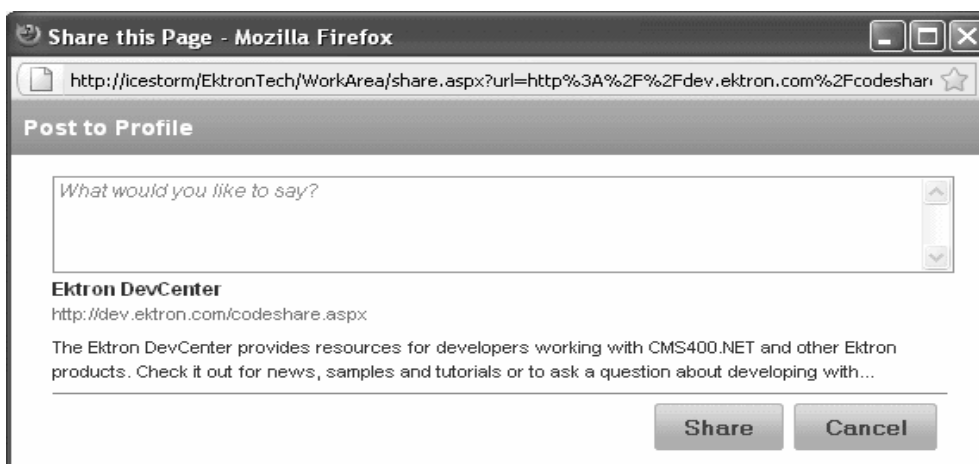 Share this Page - Mozilla Firefox
http://icestorm/EktronTech/WorkArea/share.aspx?url=http%3A%2F%2Fdev.ektron.com%2Fcodeshar
Post to Profile
What would you like to say?
Ektron DevCenter
http://dev.ektron.com/codeshare.aspx
The Ektron DevCenter provides resources for developers working with CMS400.NET and other Ektron
products. Check it out for news, samples and tutorials or to ask a question about developing with...
Share Cancel